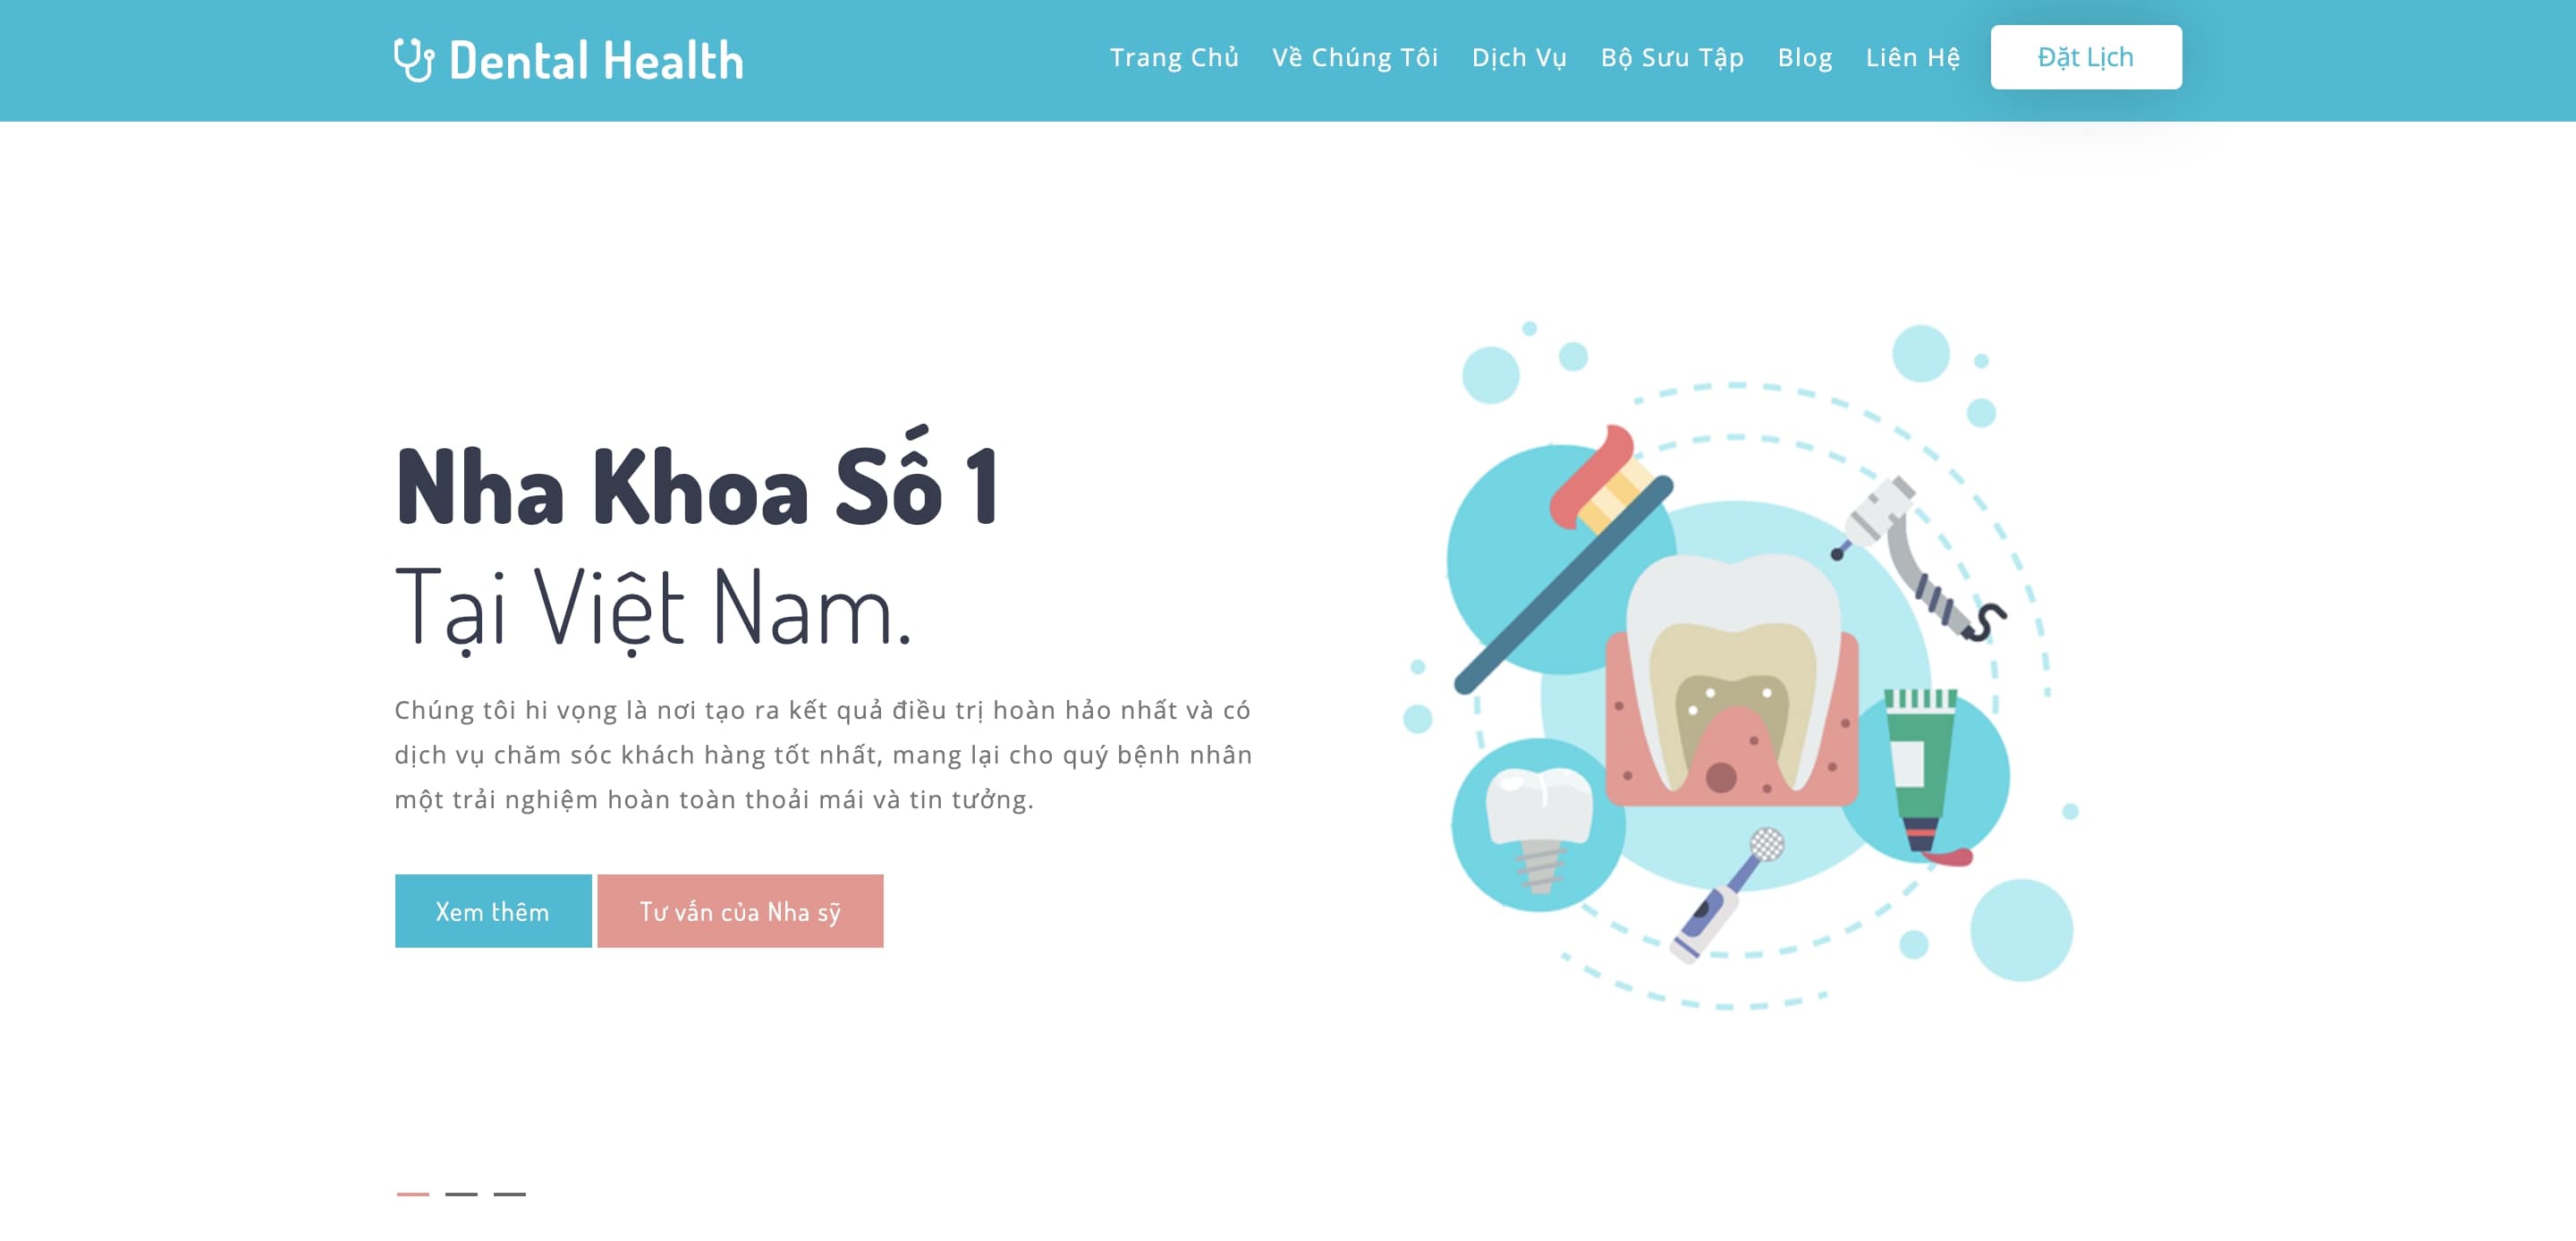 Dental Health
Trang Chủ Về Chúng Tôi Dịch Vụ Bộ Sưu Tập Blog Liên Hệ Đặt Lịch
Nha Khoa Số 1
Tại Việt Nam.
Chúng tôi hi vọng là nơi tạo ra kết quả điều trị hoàn hảo nhất và có
dịch vụ chăm sóc khách hàng tốt nhất, mang lại cho quý bệnh nhân
một trải nghiệm hoàn toàn thoải mái và tin tưởng.
Xem thêm Tư vấn của Nha sỹ